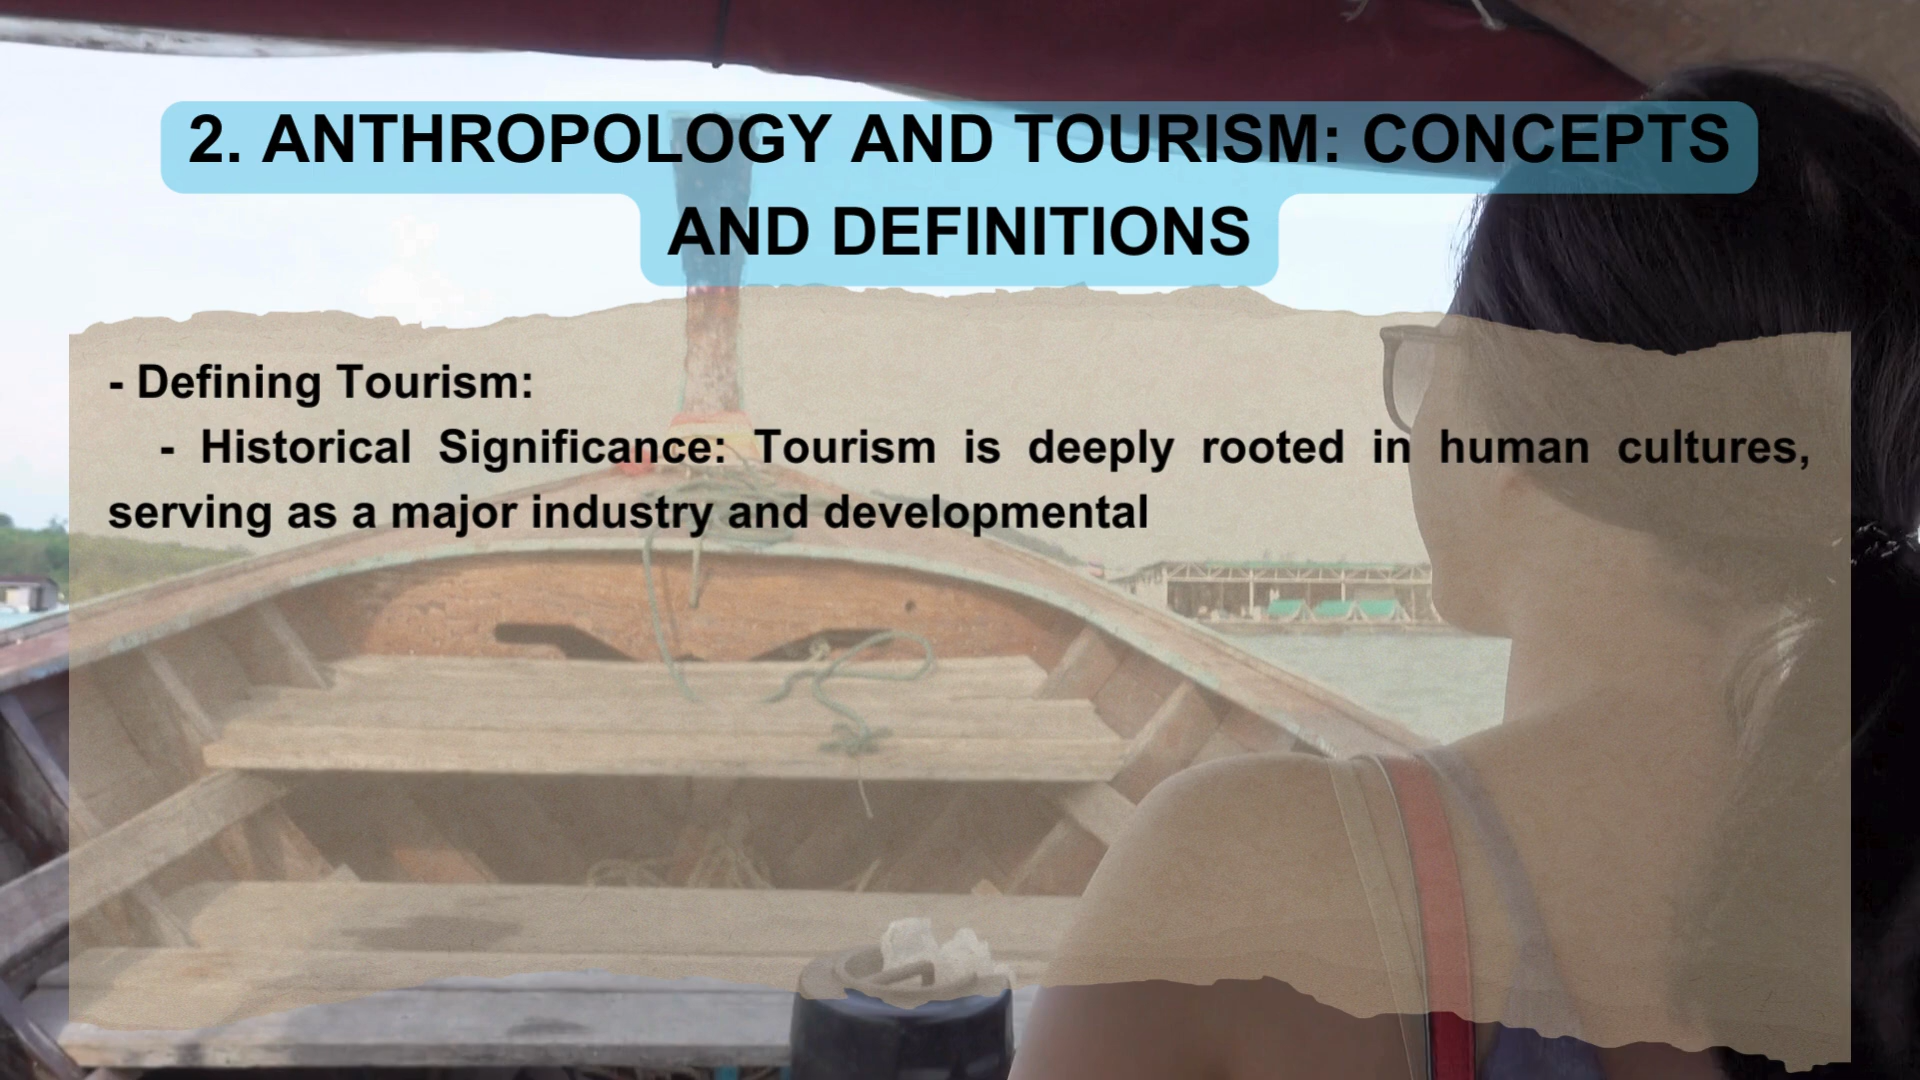 2. ANTHROPOLOGY AND TOURISM: CONCEPTS
AND DEFINITIONS
- Defining Tourism:
- Historical Significance: Tourism is deeply rooted in human cultures,
serving as a major industry and developmental